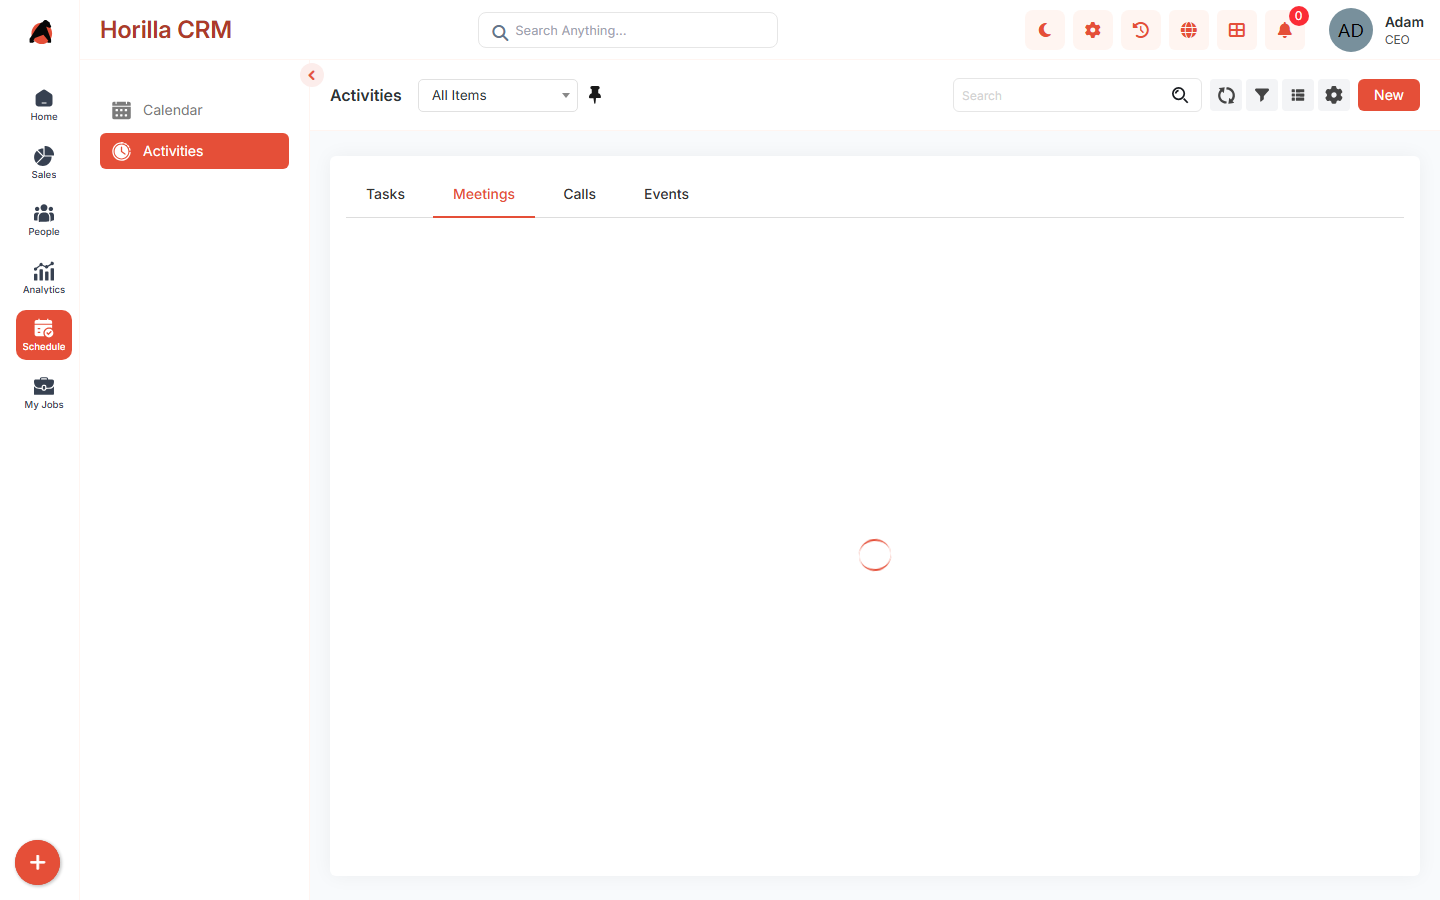 Horilla CRM
Search Anything...
0
AD
Adam
CEO
Home
Sales
People
Analytics
Schedule
My Jobs
Calendar
Activities
Activities
All Items
Search
New
Tasks
Meetings
Calls
Events